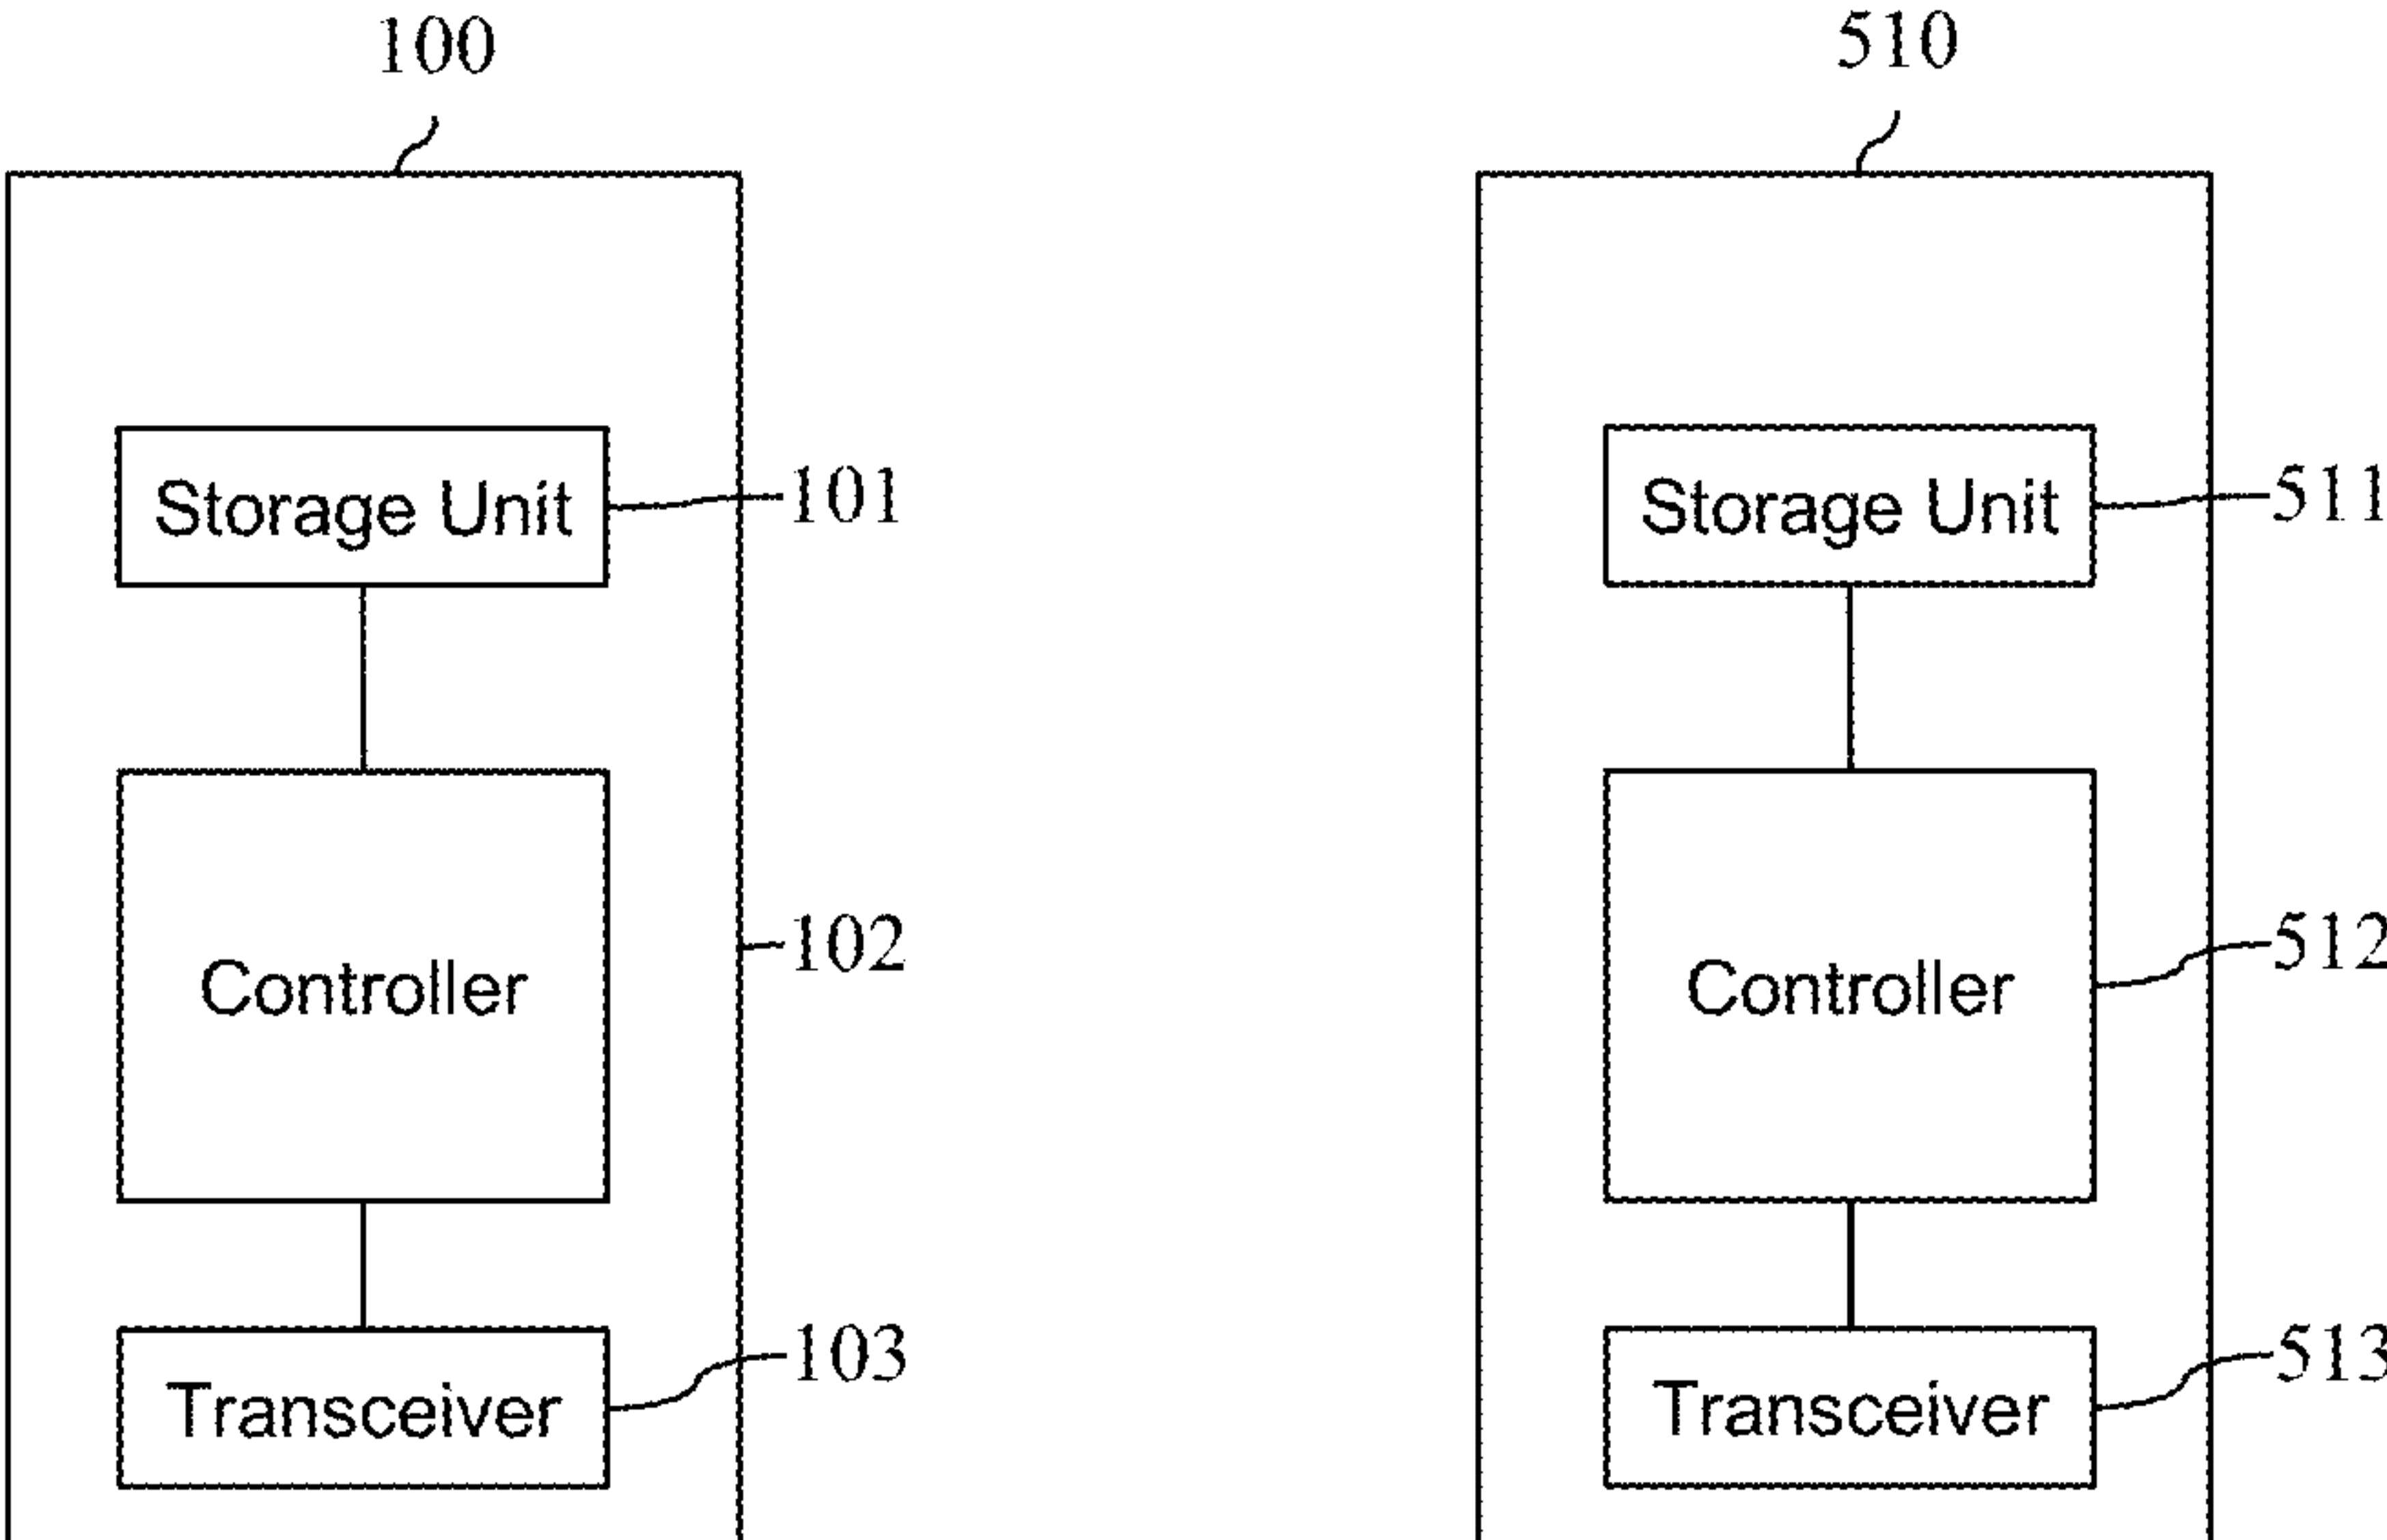 100
Storage Unit
101
Controller
102
Transceiver
103
510
Storage Unit
511
Controller
512
Transceiver
513